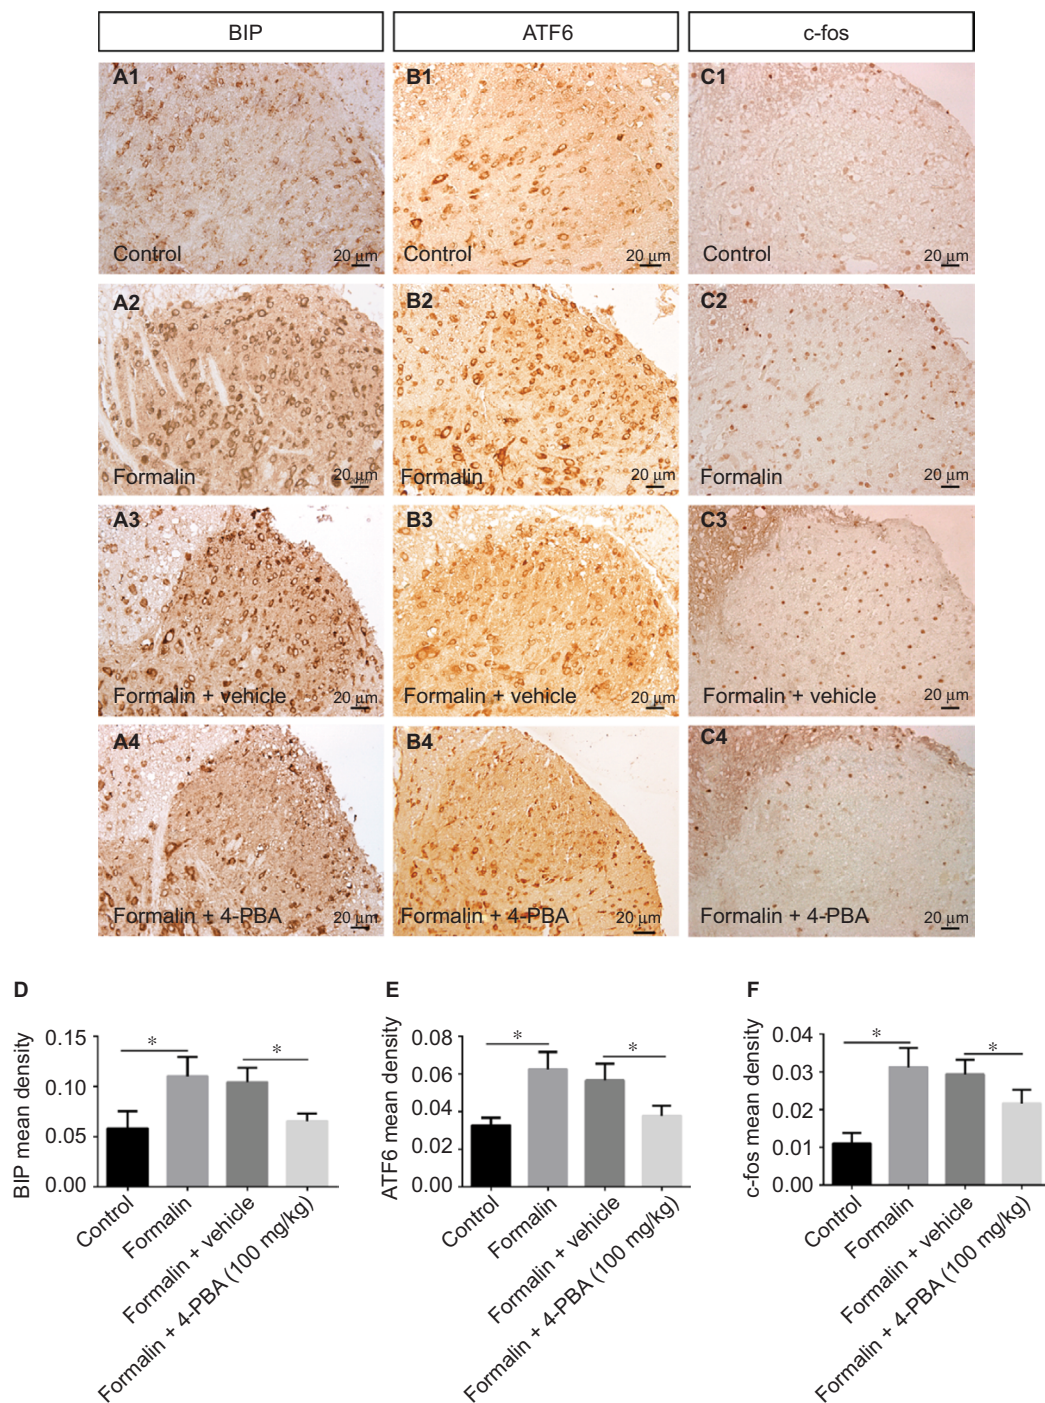 BIP
ATF6
c-fos
A1
Control
20 μm
B1
Control
20 μm
C1
Control
20 μm
A2
Formalin
20 μm
B2
Formalin
20 μm
C2
Formalin
20 μm
A3
Formalin + vehicle
20 μm
B3
Formalin + vehicle
20 μm
C3
Formalin + vehicle
20 μm
A4
Formalin + 4-PBA
20 μm
B4
Formalin + 4-PBA
20 μm
C4
Formalin + 4-PBA
20 μm
D
BIP mean density
0.15
0.10
0.05
0.00
*
*
Control
Formalin
Formalin + vehicle
Formalin + 4-PBA (100 mg/kg)
E
ATF6 mean density
0.08
0.06
0.04
0.02
0.00
*
*
Control
Formalin
Formalin + vehicle
Formalin + 4-PBA (100 mg/kg)
F
c-fos mean density
0.04
0.03
0.02
0.01
0.00
*
*
Control
Formalin
Formalin + vehicle
Formalin + 4-PBA (100 mg/kg)